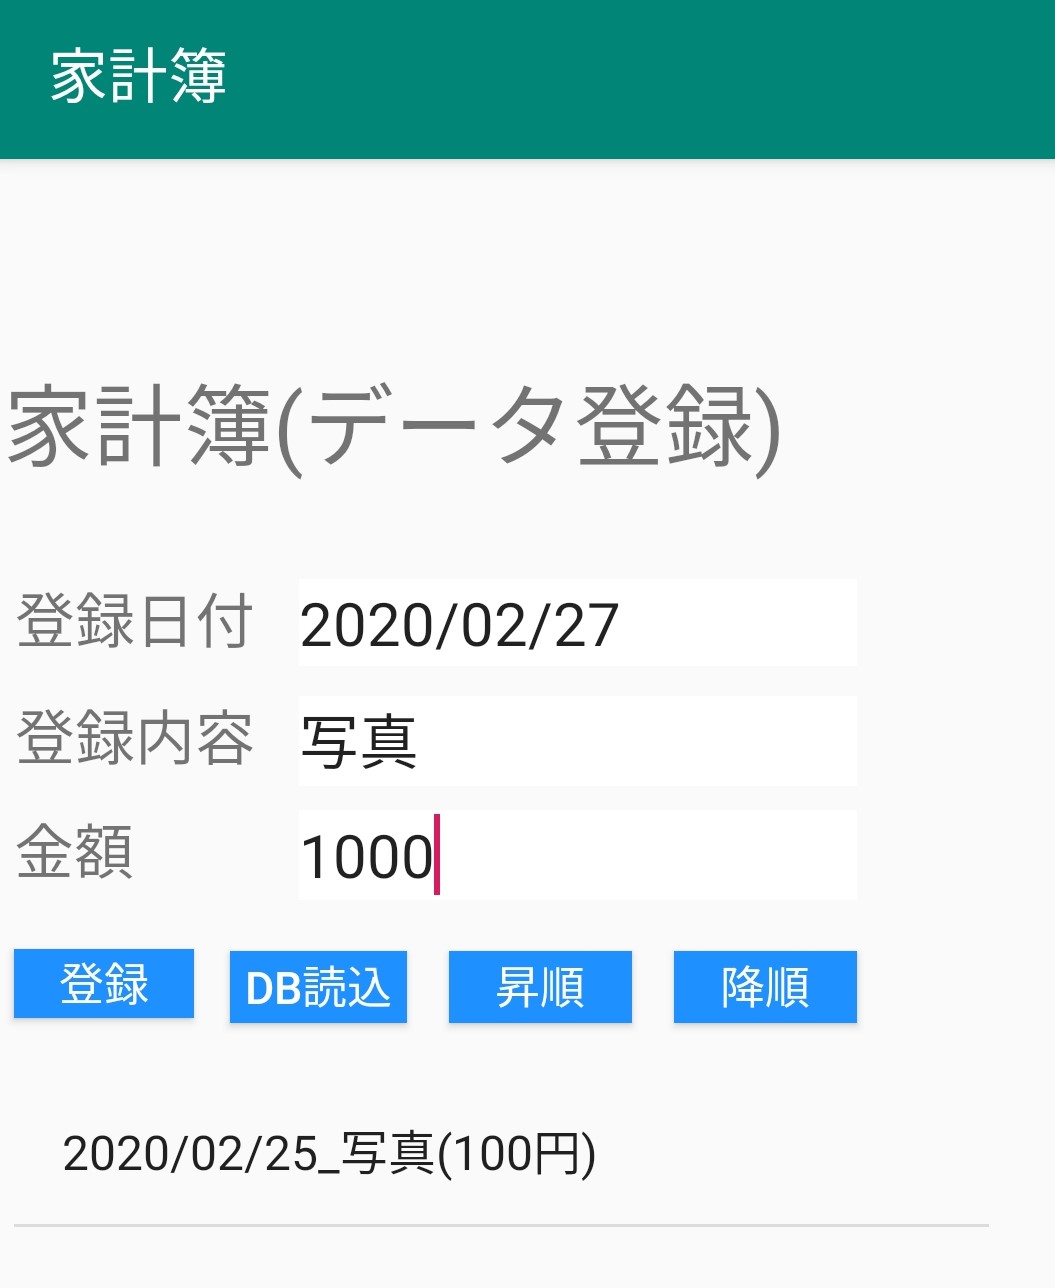 家計簿
家計簿(データ登録)
登録日付 2020/02/27
登録内容 写真
金額 1000
登録 DB読込 昇順 降順
2020/02/25_写真(100円)